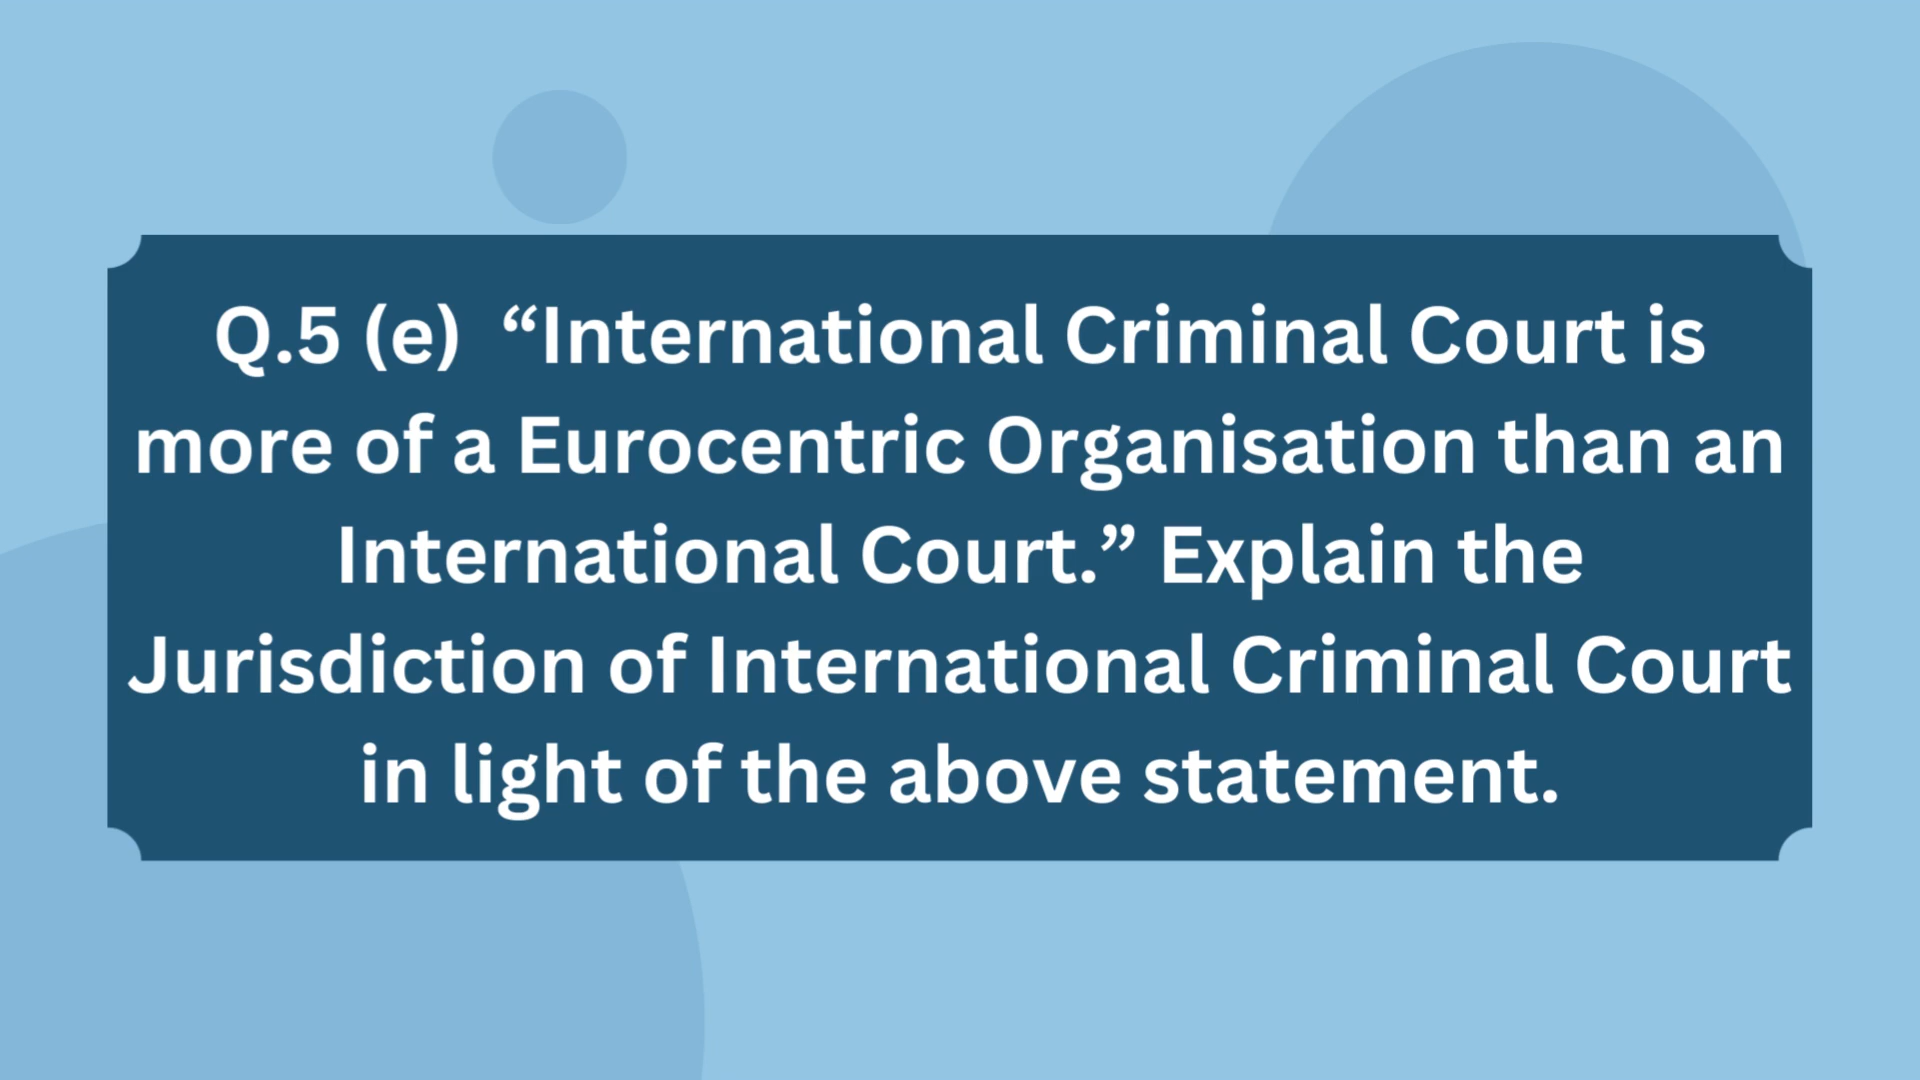 Q.5 (e)  “International Criminal Court is
more of a Eurocentric Organisation than an
International Court.” Explain the
Jurisdiction of International Criminal Court
in light of the above statement.